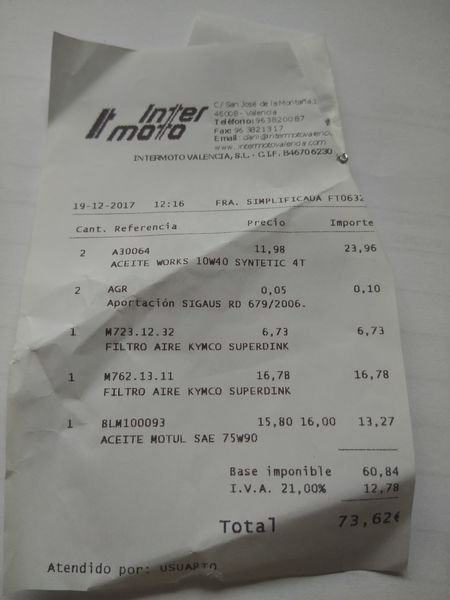 Inter
moto
C/ San José de la Montaña,1
46008 - Valencia
Teléfono: 963820087
Fax: 96 3821317
Email: dani@intermotovalenc
www.intermotovalencia.com
INTERMOTO VALENCIA, S.L. - C.I.F. B46706230
19-12-2017 12:16 FRA. SIMPLIFICADA FT0632
Cant. Referencia Precio Importe
2 A30064 11,98 23,96
ACEITE WORKS 10W40 SYNTETIC 4T
2 AGR 0,05 0,10
Aportación SIGAUS RD 679/2006.
1 M723.12.32 6,73 6,73
FILTRO AIRE KYMCO SUPERDINK
1 M762.13.11 16,78 16,78
FILTRO AIRE KYMCO SUPERDINK
1 BLM100093 15,80 16,00 13,27
ACEITE MOTUL SAE 75W90
Base imponible 60,84
I.V.A. 21,00% 12,78
Total 73,62€
Atendido por: USUARIO